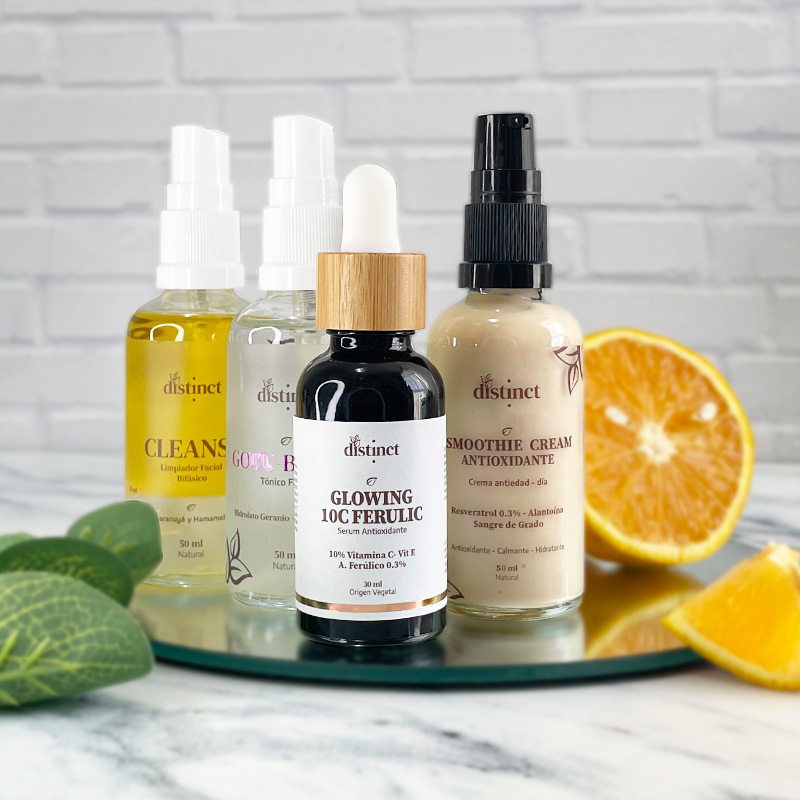 distinct
CLEANS
Limpiador Facial
Bifásico
aracuyá y Hamamel
50 ml
Natural
distinct
GOTU B
Tónico Fa
Hidrolato Geranio
50 m
Natur
distinct
GLOWING
10C FERULIC
Serum Antioxidante
10% Vitamina C- Vit E
A. Ferúlico 0.3%
30 ml
Origen Vegetal
distinct
SMOOTHIE CREAM
ANTIOXIDANTE
Crema antiedad - día
Resveratrol 0.3% - Alantoína
Sangre de Grado
Antioxidante - Calmante - Hidratante
50 ml
Natural